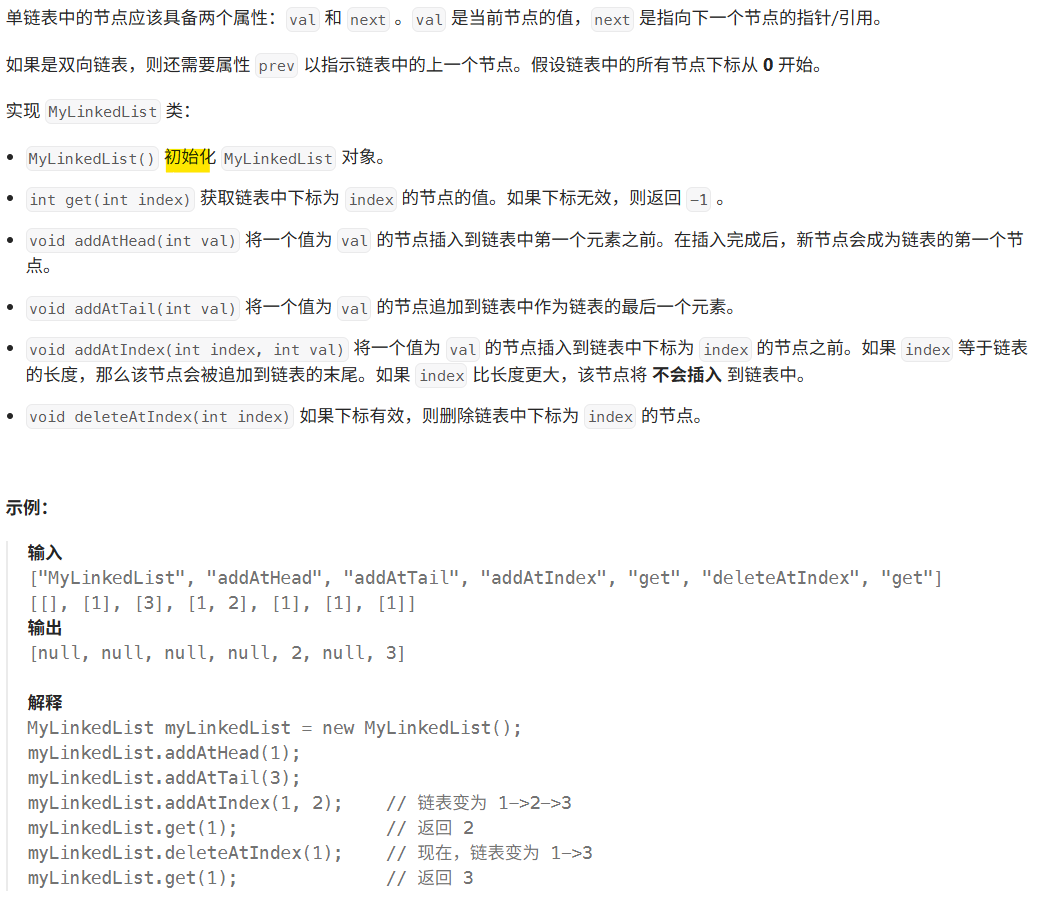 单链表中的节点应该具备两个属性：val 和 next 。val 是当前节点的值，next 是指向下一个节点的指针/引用。
如果是双向链表，则还需要属性 prev 以指示链表中的上一个节点。假设链表中的所有节点下标从 0 开始。
实现 MyLinkedList 类：
• MyLinkedList() 初始化 MyLinkedList 对象。
• int get(int index) 获取链表中下标为 index 的节点的值。如果下标无效，则返回 -1 。
• void addAtHead(int val) 将一个值为 val 的节点插入到链表中第一个元素之前。在插入完成后，新节点会成为链表的第一个节
点。
• void addAtTail(int val) 将一个值为 val 的节点追加到链表中作为链表的最后一个元素。
• void addAtIndex(int index, int val) 将一个值为 val 的节点插入到链表中下标为 index 的节点之前。如果 index 等于链表
的长度，那么该节点会被追加到链表的末尾。如果 index 比长度更大，该节点将 不会插入 到链表中。
• void deleteAtIndex(int index) 如果下标有效，则删除链表中下标为 index 的节点。
示例：
输入
["MyLinkedList", "addAtHead", "addAtTail", "addAtIndex", "get", "deleteAtIndex", "get"]
[[], [1], [3], [1, 2], [1], [1], [1]]
输出
[null, null, null, null, 2, null, 3]
解释
MyLinkedList myLinkedList = new MyLinkedList();
myLinkedList.addAtHead(1);
myLinkedList.addAtTail(3);
myLinkedList.addAtIndex(1, 2);    // 链表变为 1->2->3
myLinkedList.get(1);              // 返回 2
myLinkedList.deleteAtIndex(1);    // 现在，链表变为 1->3
myLinkedList.get(1);              // 返回 3